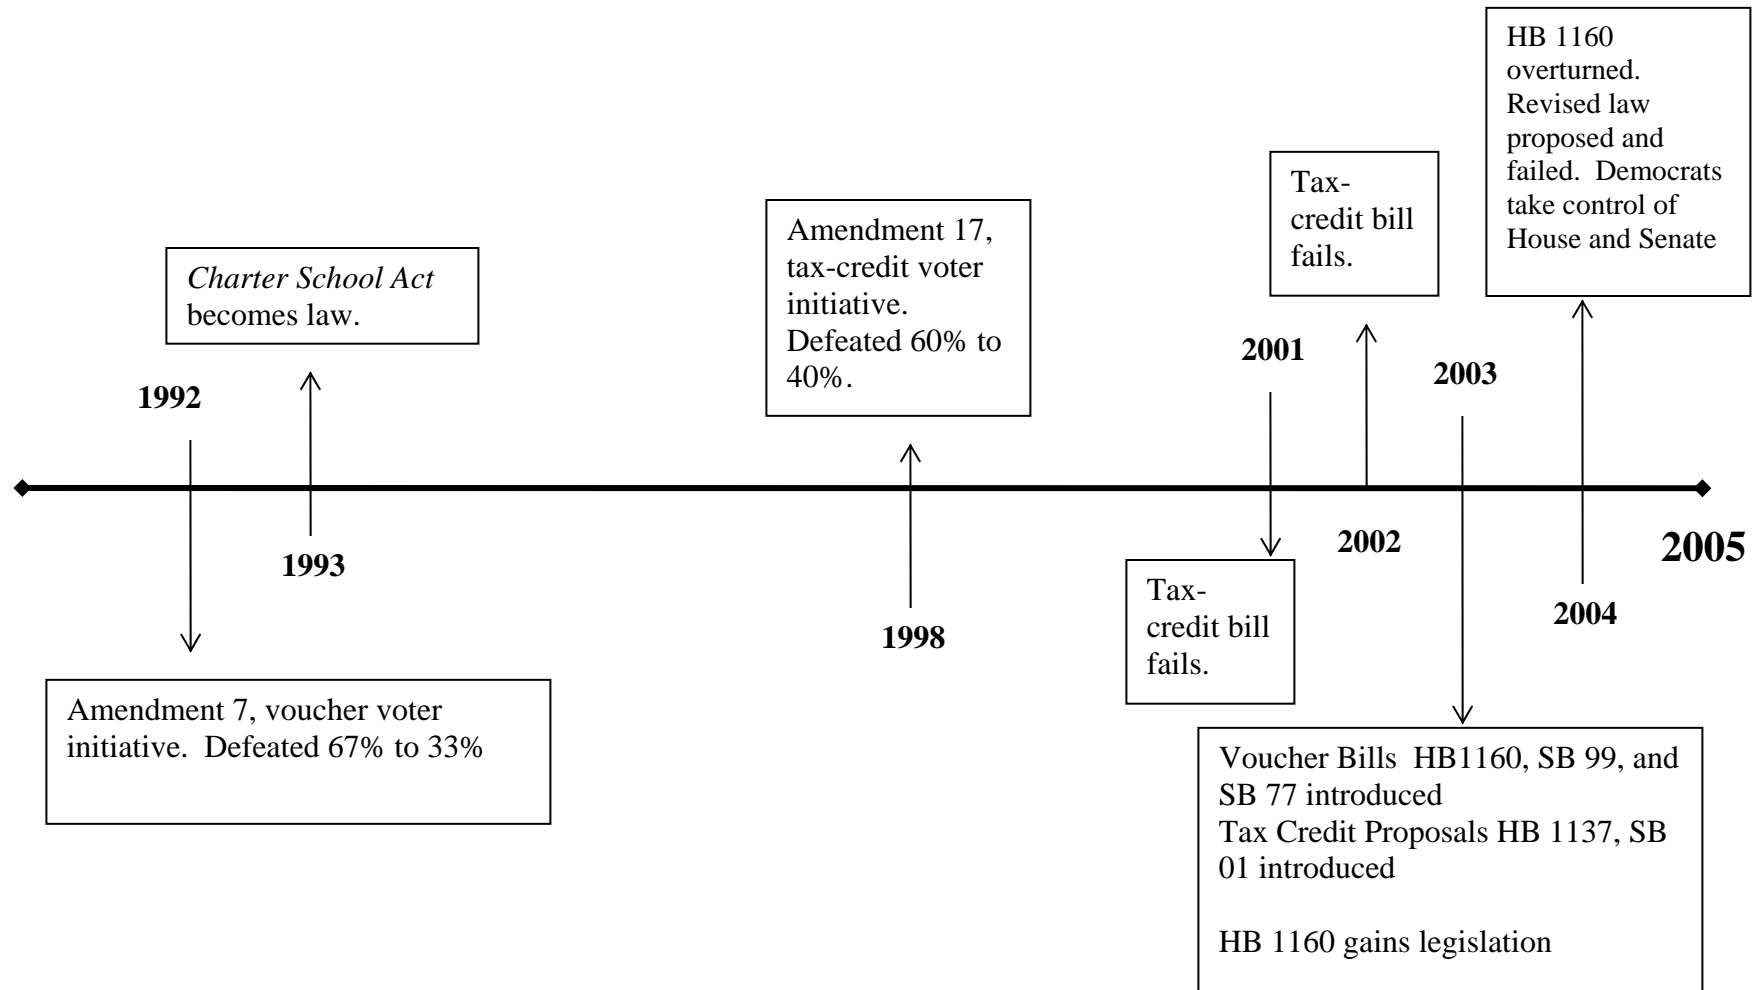 1992
Amendment 7, voucher voter
initiative.  Defeated 67% to 33%
Charter School Act
becomes law.
1993
Amendment 17,
tax-credit voter
initiative.
Defeated 60% to
40%.
1998
2001
Tax-
credit bill
fails.
Tax-
credit bill
fails.
2002
2003
Voucher Bills  HB1160, SB 99, and
SB 77 introduced
Tax Credit Proposals HB 1137, SB
01 introduced
HB 1160 gains legislation
HB 1160
overturned.
Revised law
proposed and
failed.  Democrats
take control of
House and Senate
2004
2005